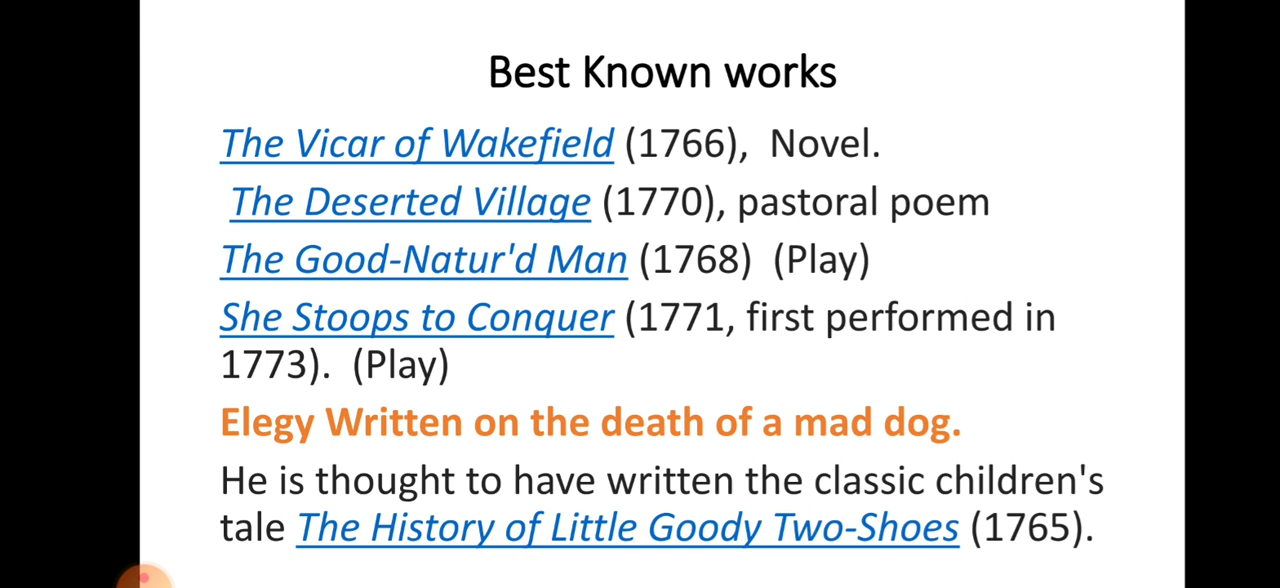 Best Known works
The Vicar of Wakefield (1766), Novel.
The Deserted Village (1770), pastoral poem
The Good-Natur'd Man (1768) (Play)
She Stoops to Conquer (1771, first performed in
1773). (Play)
Elegy Written on the death of a mad dog.
He is thought to have written the classic children's
tale The History of Little Goody Two-Shoes (1765).